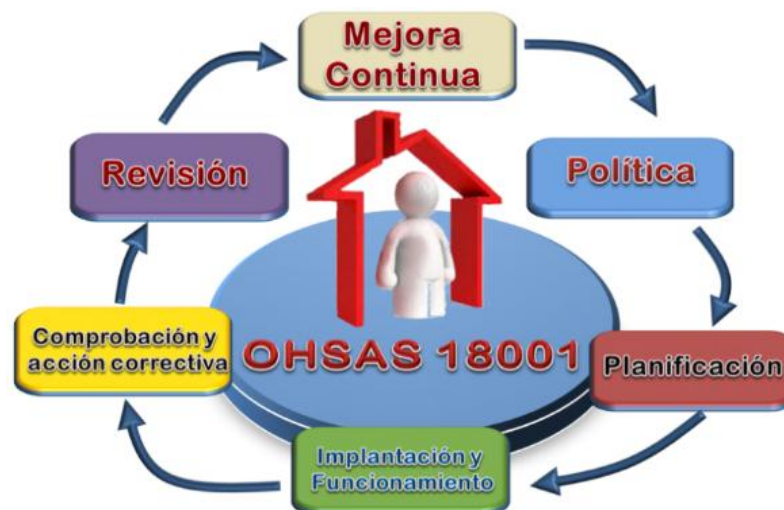 Mejora
Continua
Política
Planificación
Implantación y
Funcionamiento
Comprobación y
acción correctiva
Revisión
OHSAS 18001